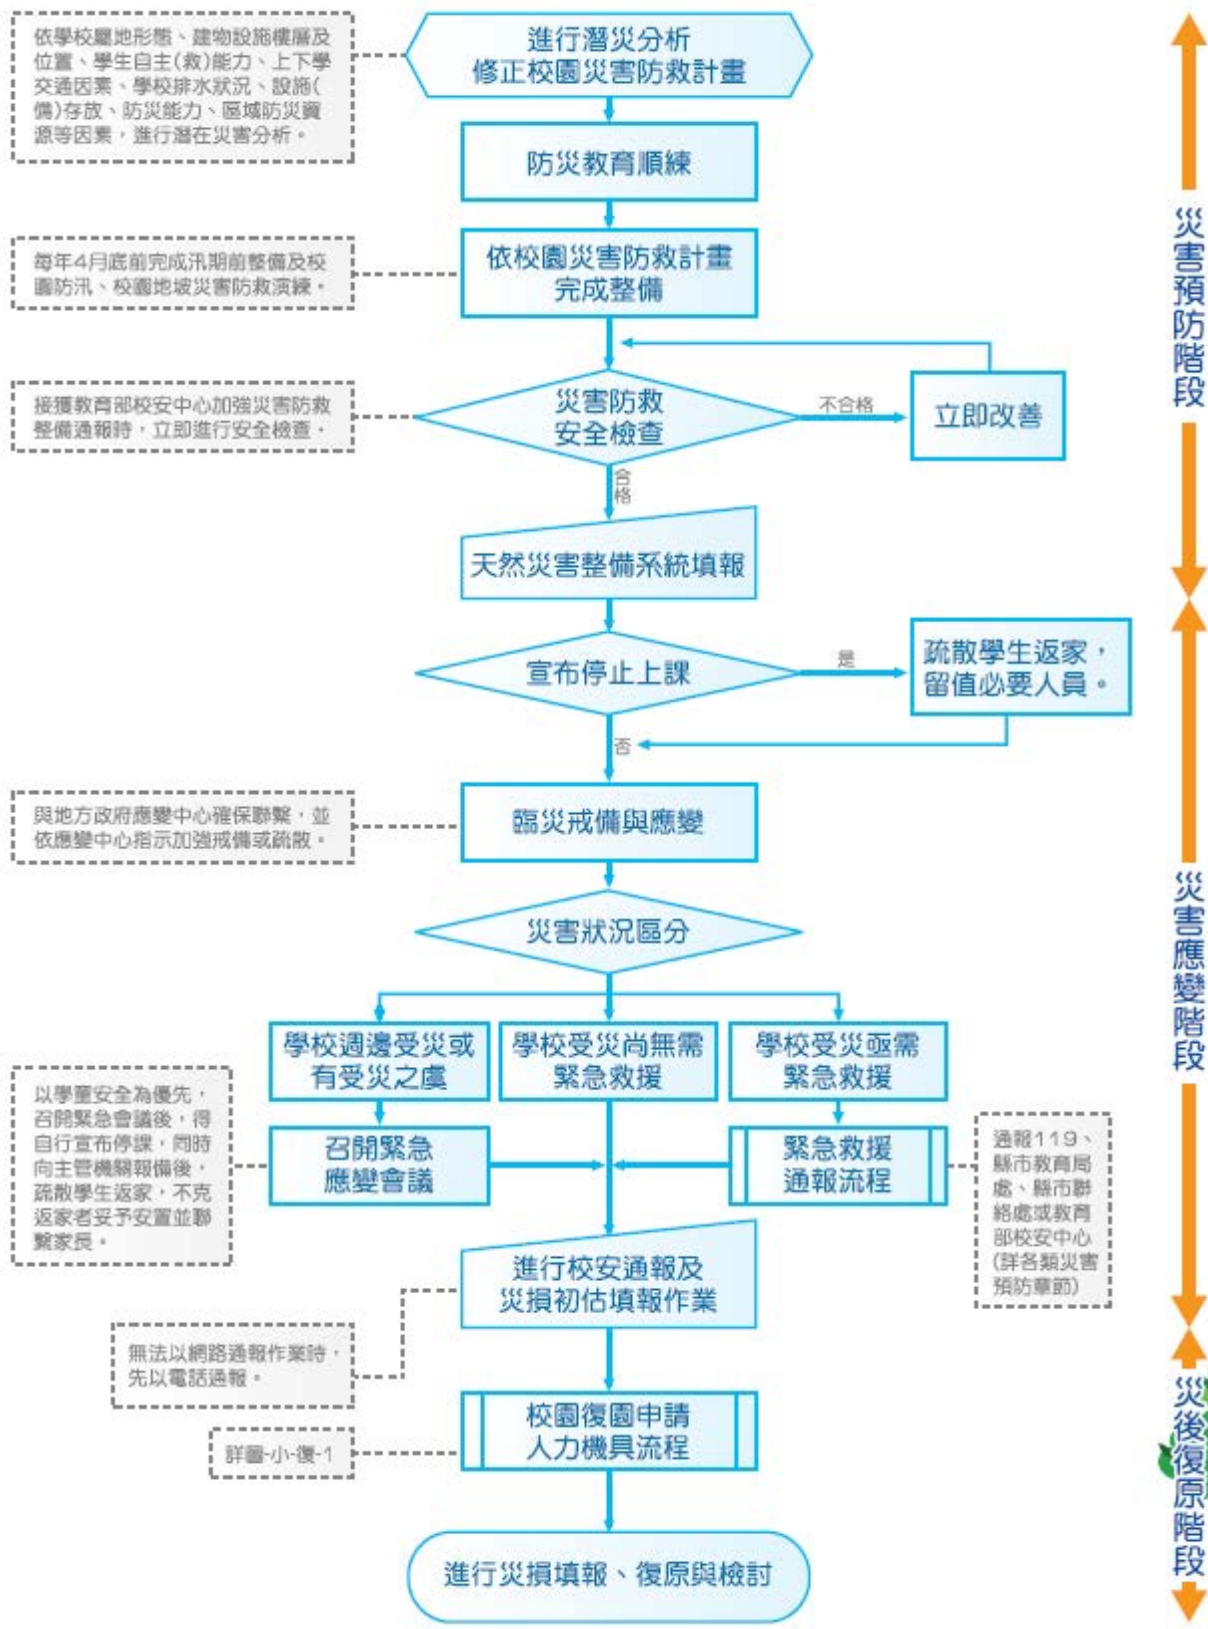 進行潛災分析
修正校園災害防救計畫
依學校屬地形態、建物設施樓層及
位置、學生自主(救)能力、上下學
交通因素、學校排水狀況、設施(
備)存放、防災能力、區域防災資
源等因素，進行潛在災害分析。
防災教育順練
依校園災害防救計畫
完成整備
每年4月底前完成汛期前整備及校
園防汛、校園地坡災害防救演練。
災害防救
安全檢查
不合格
立即改善
接獲教育部校安中心加強災害防救
整備通報時，立即進行安全檢查。
合格
天然災害整備系統填報
災害預防階段
宣布停止上課
是
疏散學生返家，
留值必要人員。
否
臨災戒備與應變
與地方政府應變中心確保聯繫，並
依應變中心指示加強戒備或疏散。
災害狀況區分
學校週邊受災或
有受災之虞
學校受災尚無需
緊急救援
學校受災亟需
緊急救援
召開緊急
應變會議
緊急救援
通報流程
以學童安全為優先，
召開緊急會議後，得
自行宣布停課，同時
向主管機關報備後，
疏散學生返家，不克
返家者妥予安置並聯
繫家長。
通報119、
縣市教育局
處、縣市聯
絡處或教育
部校安中心
(詳各類災害
預防章節)
進行校安通報及
災損初估填報作業
無法以網路通報作業時，
先以電話通報。
災害應變階段
校園復園申請
人力機具流程
詳圖-小-復-1
進行災損填報、復原與檢討
災後復原階段